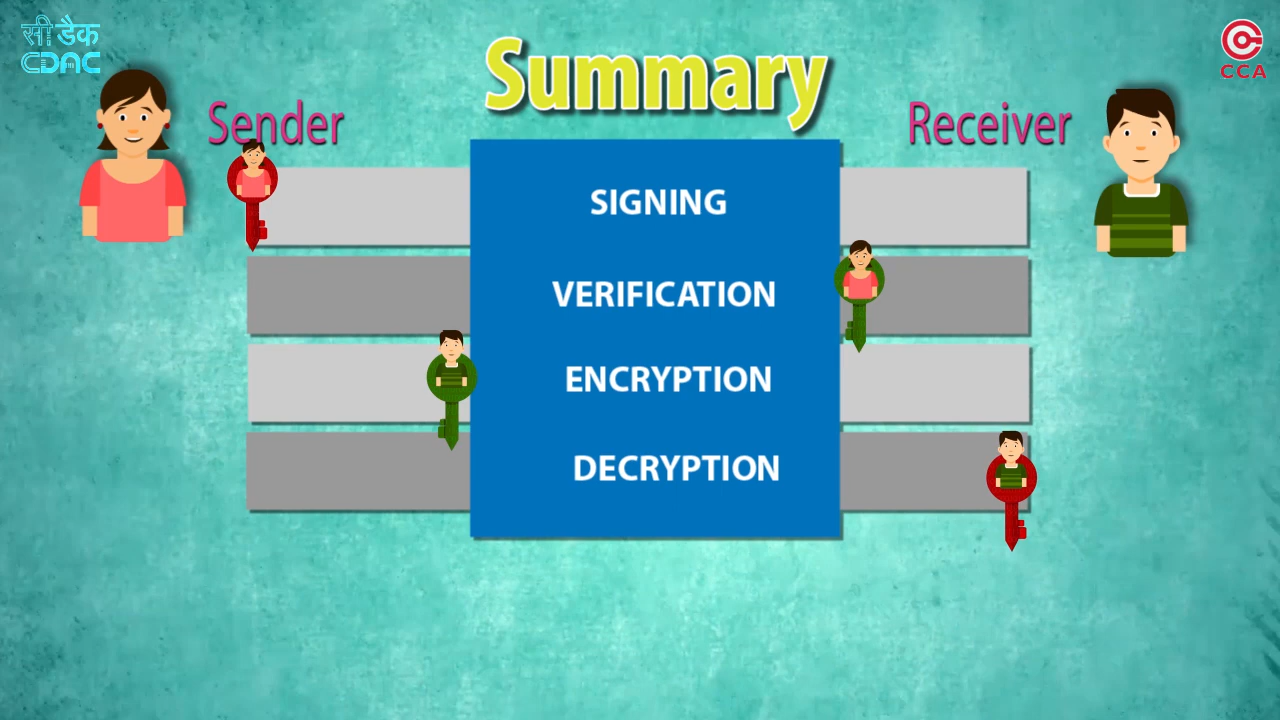 सी डैक
CDAC
CCA
Summary
Sender
Receiver
SIGNING
VERIFICATION
ENCRYPTION
DECRYPTION